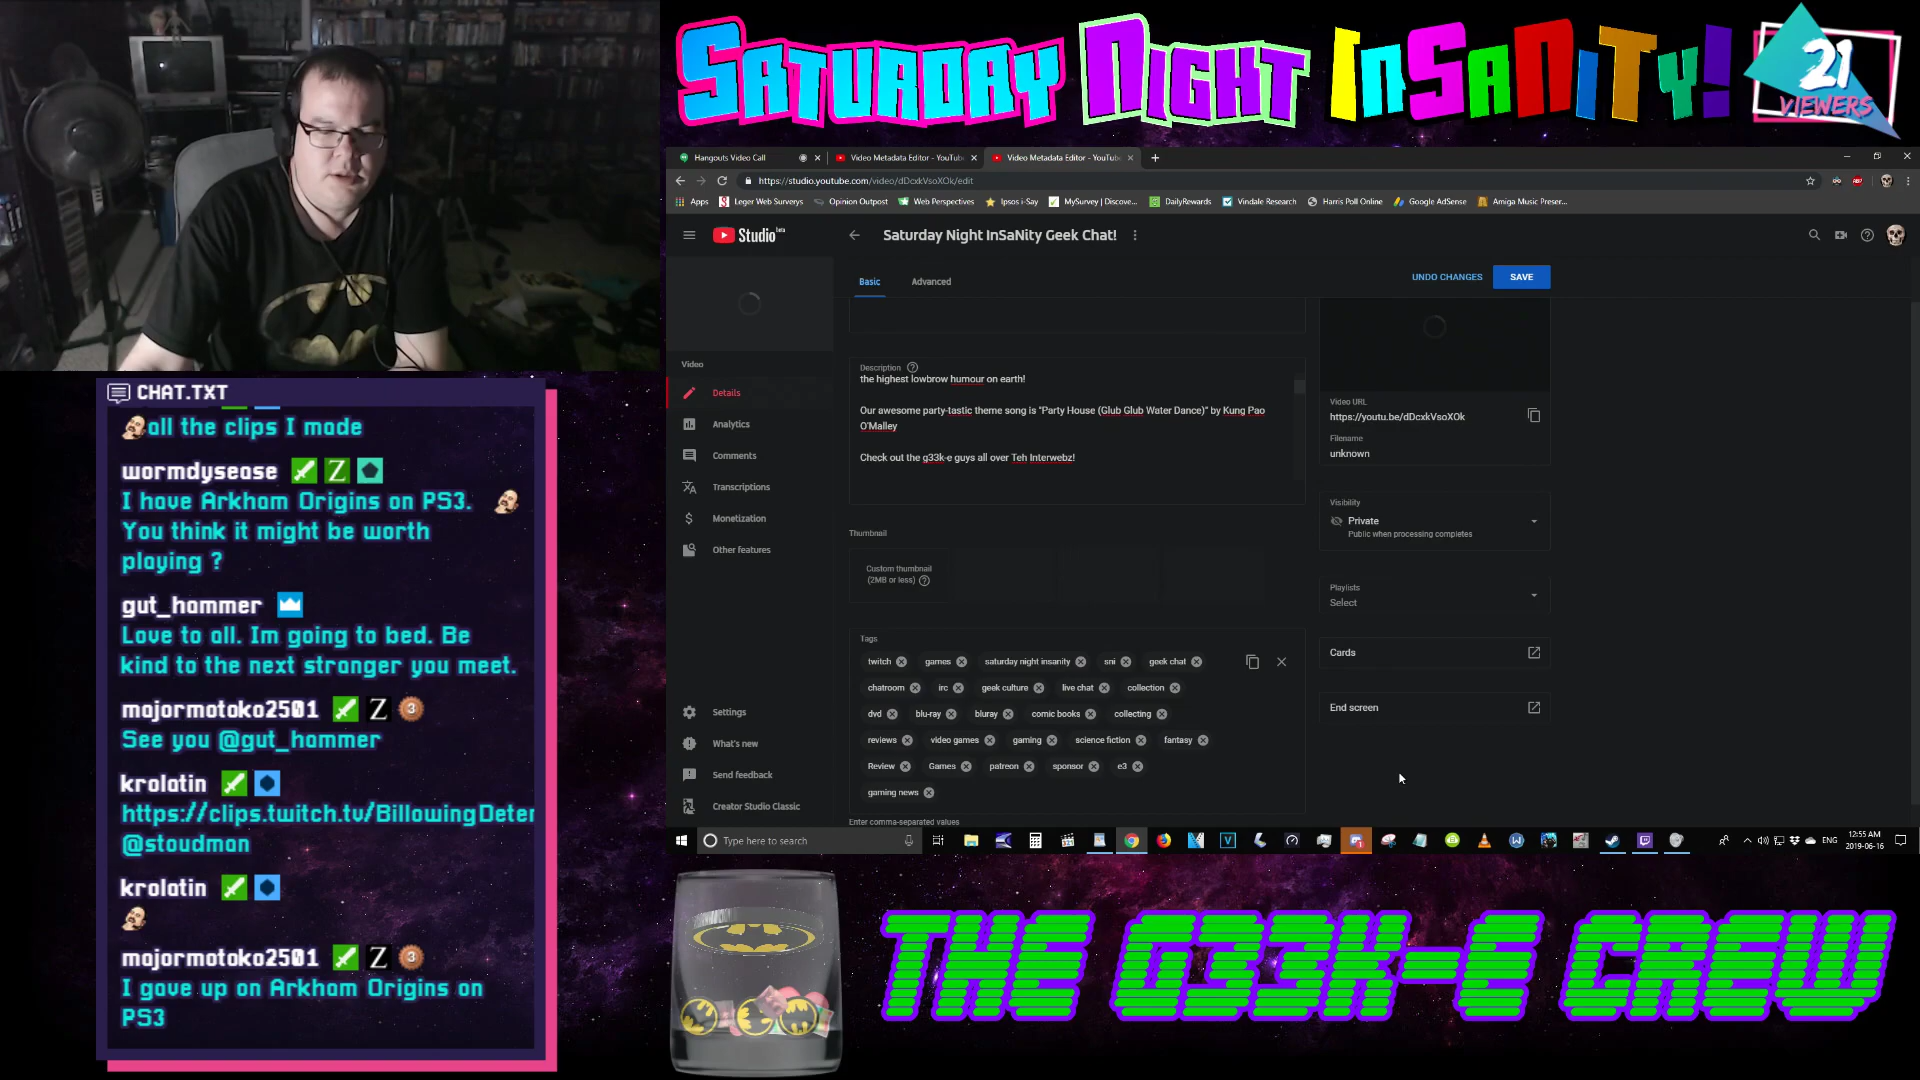 SATURDAY NIGHT INSANITY!
21
VIEWERS
Hangouts Video Call
Video Metadata Editor - YouTub
Video Metadata Editor - YouTub
https://studio.youtube.com/video/dDcxkVsoXOk/edit
Apps
Leger Web Surverys
Opinion Outpost
Web Perspectives
Ipsos i-Say
MySurvey | Discove...
DailyRewards
Vindale Research
Harris Poll Online
Google AdSense
Amiga Music Preser...
Studio beta
Saturday Night InSaNity Geek Chat!
Basic
Advanced
UNDO CHANGES
SAVE
Video
Details
Analytics
Comments
Transcriptions
Monetization
Other features
Settings
What's new
Send feedback
Creator Studio Classic
Description
the highest lowbrow humour on earth!
Our awesome party-tastic theme song is "Party House (Glub Glub Water Dance)" by Kung Pao
O'Malley
Check out the g33k-e guys all over Teh Interwebz!
Thumbnail
Custom thumbnail
(2MB or less)
Tags
twitch games saturday night insanity sni geek chat
chatroom irc geek culture live chat collection
dvd blu-ray bluray comic books collecting
reviews video games gaming science fiction fantasy
Review Games patreon sponsor e3
gaming news
Enter comma-separated values
Video URL
https://youtu.be/dDcxkVsoXOk
Filename
unknown
Visibility
Private
Public when processing completes
Playlists
Select
Cards
End screen
Type here to search
ENG
12:55 AM
2019-06-16
CHAT.TXT
all the clips I made
wormdysease
I have Arkham Origins on PS3.
You think it might be worth
playing ?
gut_hammer
Love to all. Im going to bed. Be
kind to the next stranger you meet.
majormotoko2501 Z 3
See you @gut_hammer
krolatin
https://clips.twitch.tv/BillowingDeter
@stoudman
krolatin
majormotoko2501 Z 3
I gave up on Arkham Origins on
PS3
THE G33K-E CREW